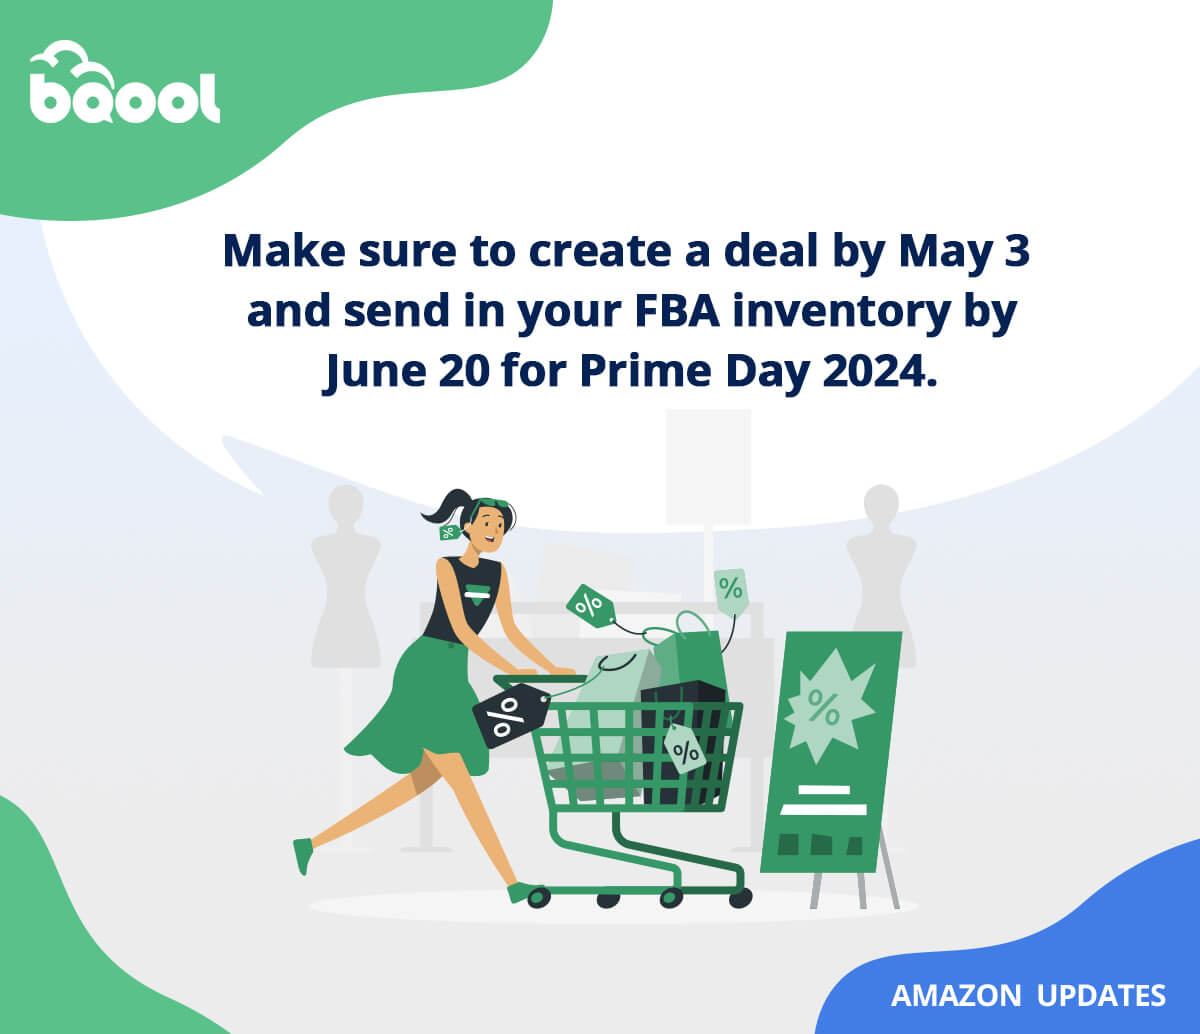 bqool
Make sure to create a deal by May 3
and send in your FBA inventory by
June 20 for Prime Day 2024.
%
%
%
%
%
%
AMAZON UPDATES